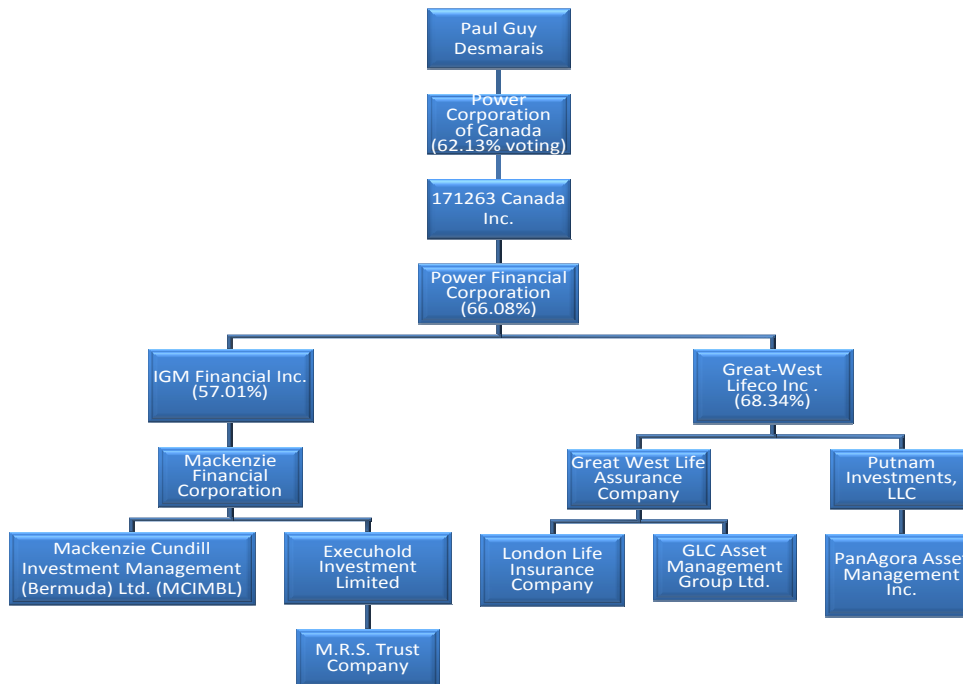 Paul Guy
Desmarais
Power
Corporation
of Canada
(62.13% voting)
171263 Canada
Inc.
Power Financial
Corporation
(66.08%)
IGM Financial Inc.
(57.01%)
Great-West
Lifeco Inc .
(68.34%)
Mackenzie
Financial
Corporation
Great West Life
Assurance
Company
Putnam
Investments,
LLC
Mackenzie Cundill
Investment Management
(Bermuda) Ltd. (MCIMBL)
Execuhold
Investment
Limited
London Life
Insurance
Company
GLC Asset
Management
Group Ltd.
PanAgora Asset
Management
Inc.
M.R.S. Trust
Company